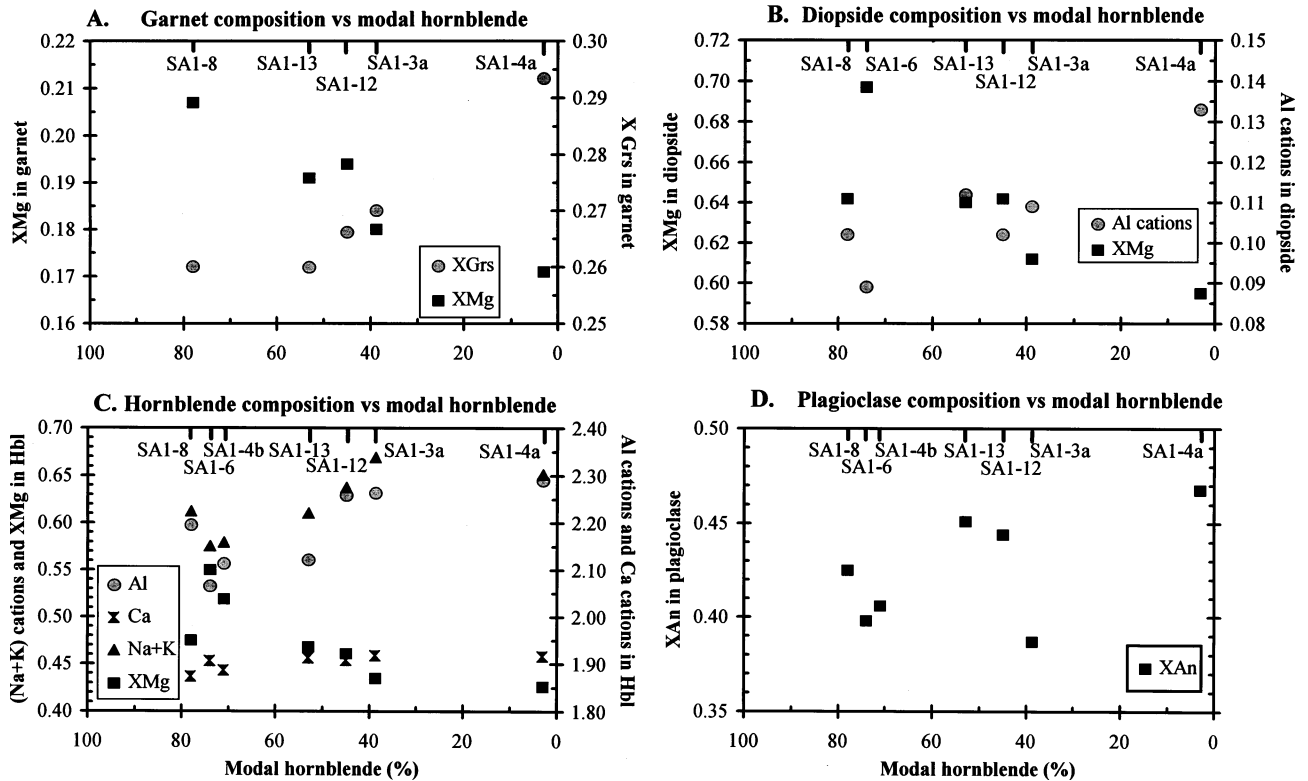 A. Garnet composition vs modal hornblende
0.22
0.21
0.20
0.19
0.18
0.17
0.16
XMg in garnet
SA1-8
SA1-13
SA1-12
SA1-3a
SA1-4a
0.30
0.29
0.28
0.27
0.26
0.25
X Grs in garnet
XGrs
XMg
100
80
60
40
20
0
B. Diopside composition vs modal hornblende
0.72
0.70
0.68
0.66
0.64
0.62
0.60
0.58
XMg in diopside
SA1-8
SA1-6
SA1-13
SA1-12
SA1-3a
SA1-4a
0.15
0.14
0.13
0.12
0.11
0.10
0.09
0.08
Al cations in diopside
Al cations
XMg
100
80
60
40
20
0
C. Hornblende composition vs modal hornblende
0.70
0.65
0.60
0.55
0.50
0.45
0.40
(Na+K) cations and XMg in Hbl
SA1-8
SA1-6
SA1-4b
SA1-13
SA1-12
SA1-3a
SA1-4a
2.40
2.30
2.20
2.10
2.00
1.90
1.80
Al cations and Ca cations in Hbl
Al
Ca
Na+K
XMg
100
80
60
40
20
0
Modal hornblende (%)
D. Plagioclase composition vs modal hornblende
0.50
0.45
0.40
0.35
XAn in plagioclase
SA1-8
SA1-6
SA1-4b
SA1-13
SA1-12
SA1-3a
SA1-4a
XAn
100
80
60
40
20
0
Modal hornblende (%)